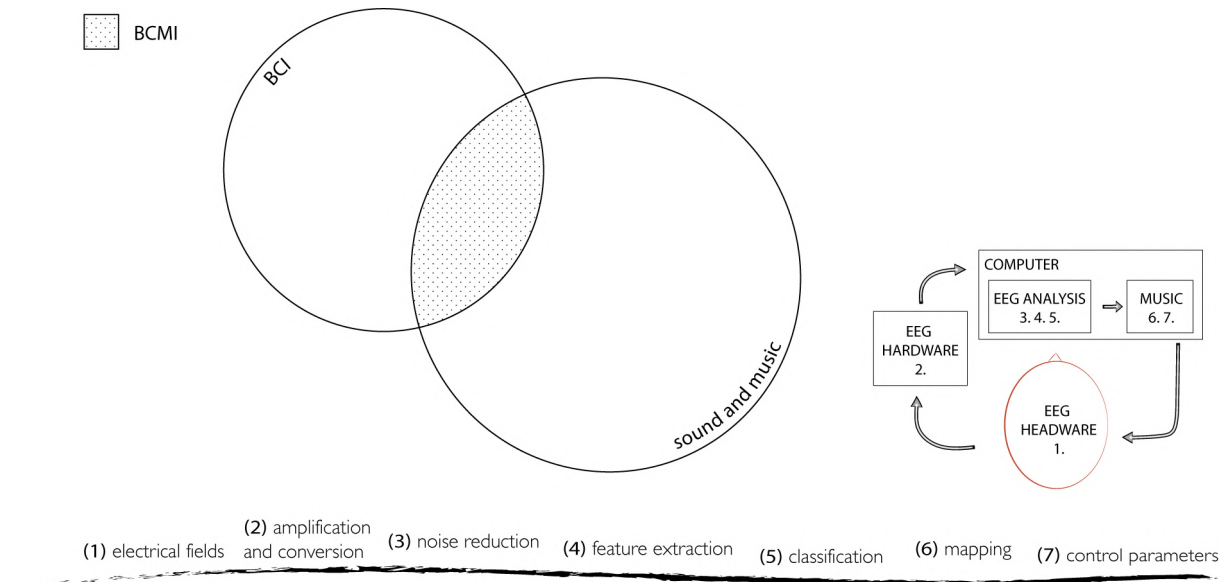 BCMI
BCI
sound and music
COMPUTER
EEG ANALYSIS
3. 4. 5.
MUSIC
6. 7.
EEG
HARDWARE
2.
EEG
HEADWARE
1.
(1) electrical fields
(2) amplification
and conversion
(3) noise reduction
(4) feature extraction
(5) classification
(6) mapping
(7) control parameters